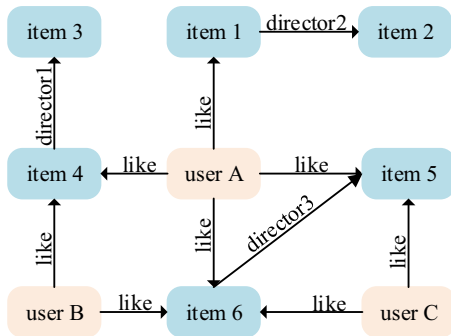 item 3
item 1
director2
item 2
director1
like
item 4
like
user A
like
item 5
like
like
director3
like
user B
like
item 6
like
user C